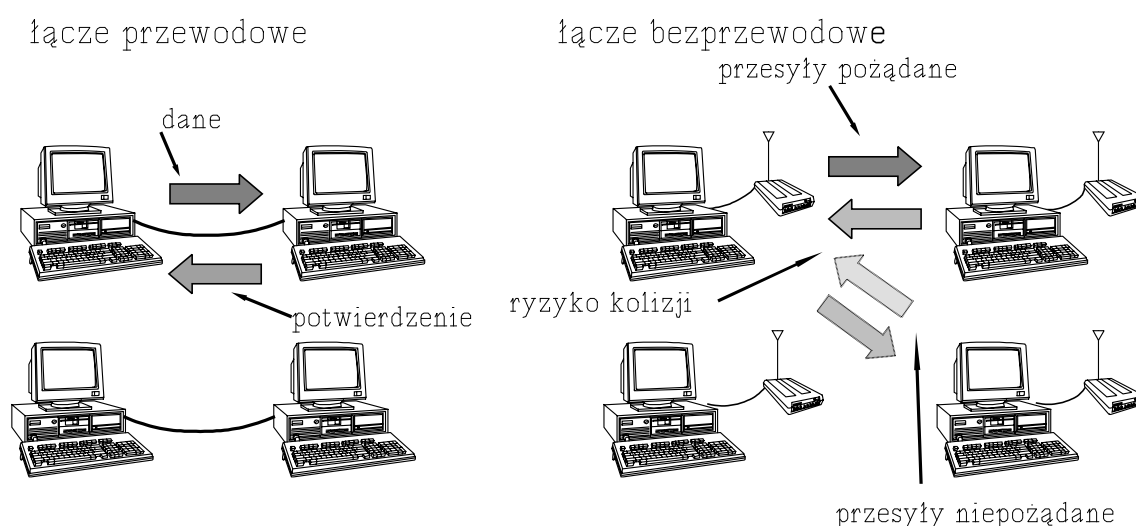 łącze przewodowe
łącze bezprzewodowe
przesyły pożądane
dane
ryzyko kolizji
potwierdzenie
przesyły niepożądane